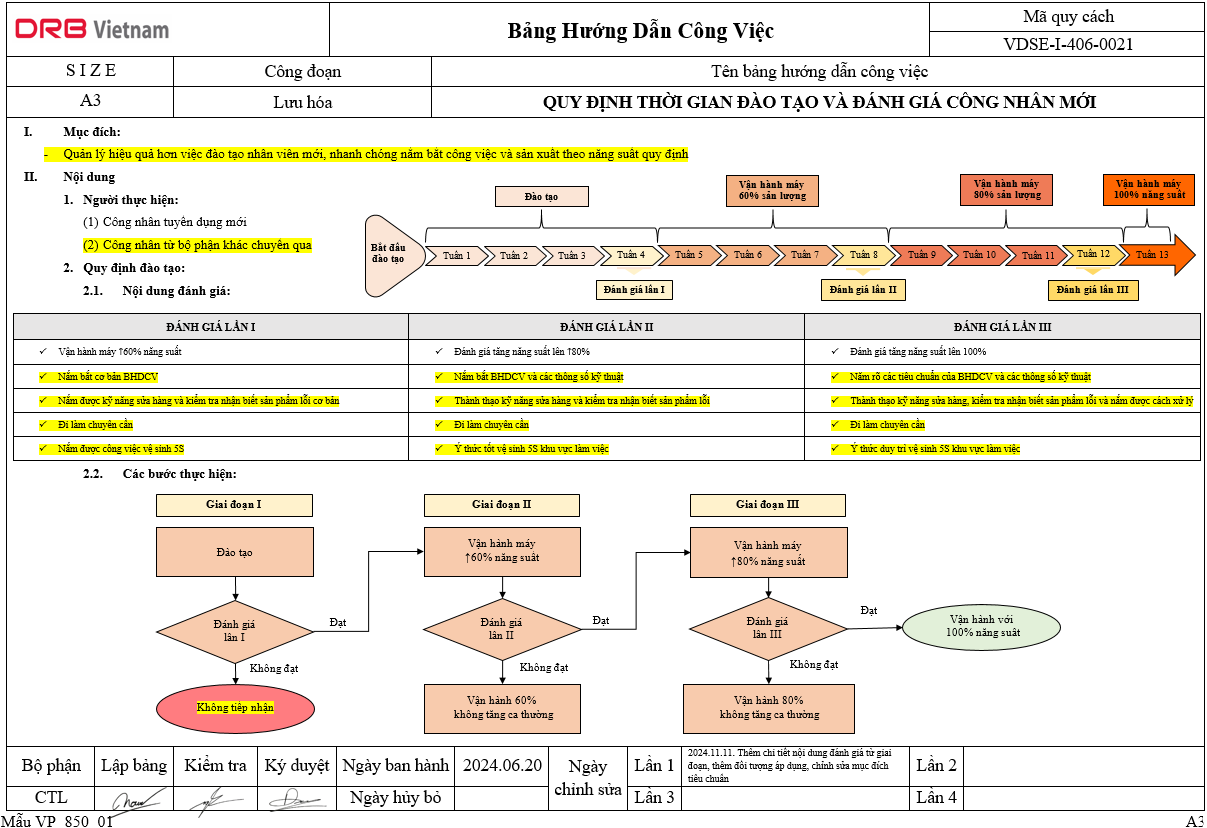 DRB Vietnam
Bảng Hướng Dẫn Công Việc
Mã quy cách
VDSE-I-406-0021
S I Z E
Công đoạn
Tên bảng hướng dẫn công việc
A3
Lưu hóa
QUY ĐỊNH THỜI GIAN ĐÀO TẠO VÀ ĐÁNH GIÁ CÔNG NHÂN MỚI
I. Mục đích:
- Quản lý hiệu quả hơn việc đào tạo nhân viên mới, nhanh chóng nắm bắt công việc và sản xuất theo năng suất quy định
II. Nội dung
1. Người thực hiện:
(1) Công nhân tuyển dụng mới
(2) Công nhân từ bộ phận khác chuyển qua
2. Quy định đào tạo:
2.1. Nội dung đánh giá:
Đào tạo
Vận hành máy
60% sản lượng
Vận hành máy
80% sản lượng
Vận hành máy
100% năng suất
Bắt đầu
đào tạo
Tuần 1
Tuần 2
Tuần 3
Tuần 4
Tuần 5
Tuần 6
Tuần 7
Tuần 8
Tuần 9
Tuần 10
Tuần 11
Tuần 12
Tuần 13
Đánh giá lần I
Đánh giá lần II
Đánh giá lần III
ĐÁNH GIÁ LẦN I
ĐÁNH GIÁ LẦN II
ĐÁNH GIÁ LẦN III
✓ Vận hành máy ↑60% năng suất
✓ Đánh giá tăng năng suất lên ↑80%
✓ Đánh giá tăng năng suất lên 100%
✓ Nắm bắt cơ bản BHDCV
✓ Nắm bắt BHDCV và các thông số kỹ thuật
✓ Nắm rõ các tiêu chuẩn của BHDCV và các thông số kỹ thuật
✓ Nắm được kỹ năng sửa hàng và kiểm tra nhận biết sản phẩm lỗi cơ bản
✓ Thành thạo kỹ năng sửa hàng và kiểm tra nhận biết sản phẩm lỗi
✓ Thành thạo kỹ năng sửa hàng, kiểm tra nhận biết sản phẩm lỗi và nắm được cách xử lý
✓ Đi làm chuyên cần
✓ Đi làm chuyên cần
✓ Đi làm chuyên cần
✓ Nắm được công việc vệ sinh 5S
✓ Ý thức tốt vệ sinh 5S khu vực làm việc
✓ Ý thức duy trì vệ sinh 5S khu vực làm việc
2.2. Các bước thực hiện:
Giai đoạn I
Giai đoạn II
Giai đoạn III
Đào tạo
Vận hành máy
↑60% năng suất
Vận hành máy
↑80% năng suất
Đánh giá
lần I
Đạt
Đánh giá
lần II
Đạt
Đánh giá
lần III
Đạt
Vận hành với
100% năng suất
Không đạt
Không đạt
Không đạt
Không tiếp nhận
Vận hành 60%
không tăng ca thường
Vận hành 80%
không tăng ca thường
Bộ phận
Lập bảng
Kiểm tra
Ký duyệt
Ngày ban hành
2024.06.20
Ngày
chỉnh sửa
Lần 1
2024.11.11. Thêm chi tiết nội dung đánh giá từ giai
đoạn, thêm đối tượng áp dụng, chỉnh sửa mục đích
tiêu chuẩn
Lần 2
CTL
Ngày hủy bỏ
Lần 3
Lần 4
Mẫu VP_850_01
A3